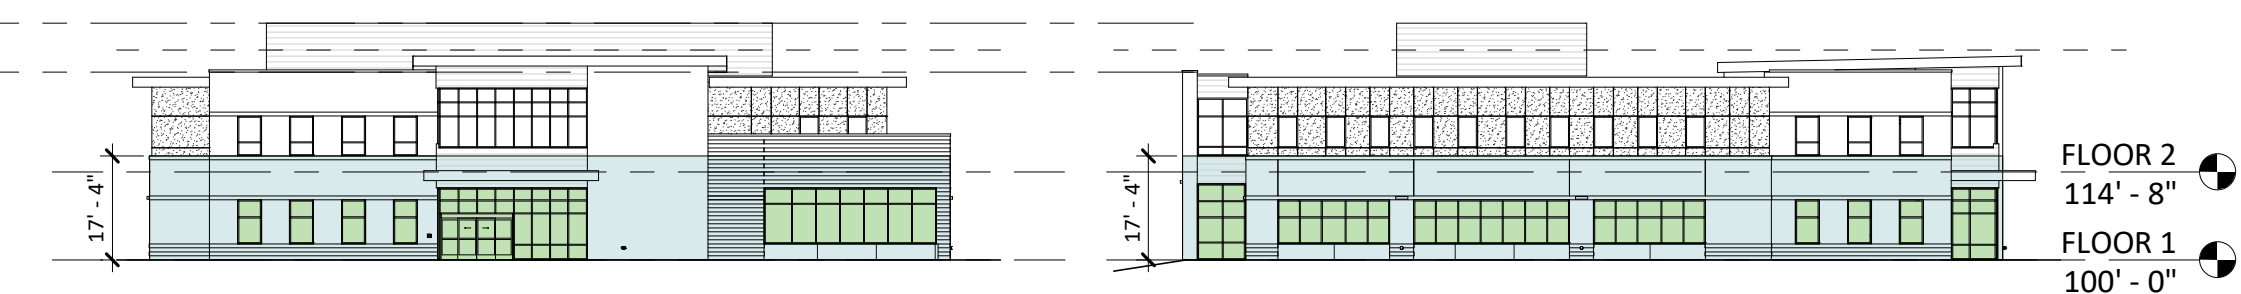 17' - 4"
17' - 4"
FLOOR 2
114' - 8"
FLOOR 1
100' - 0"